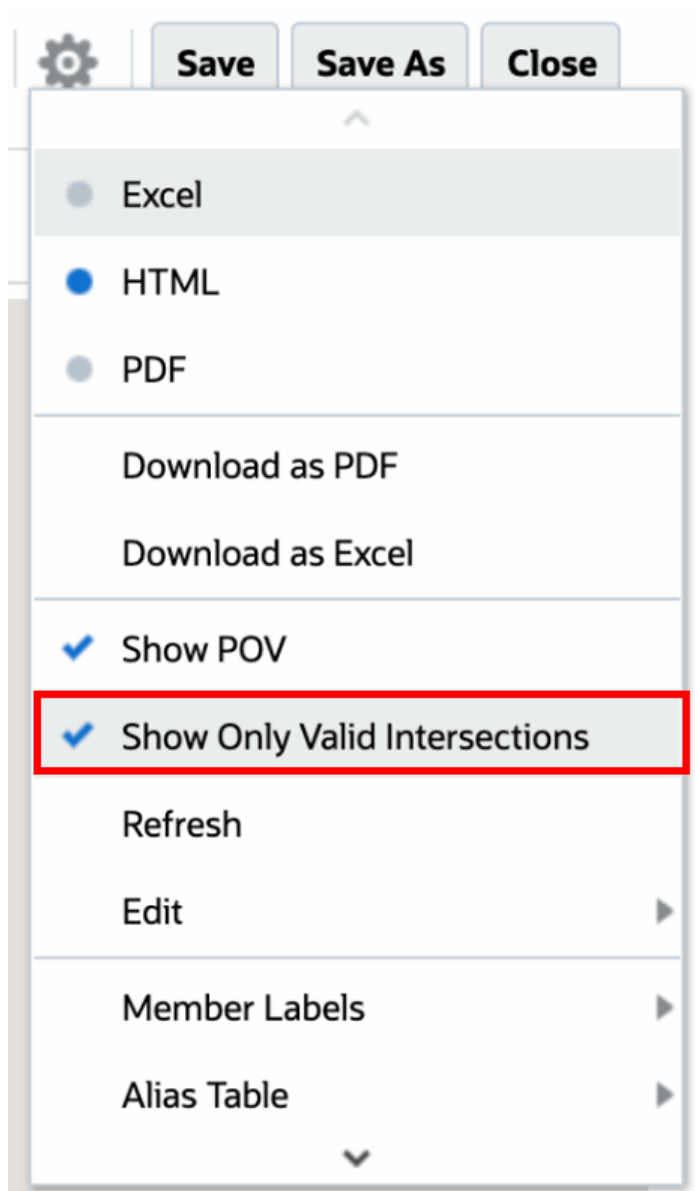 Save Save As Close
Excel
HTML
PDF
Download as PDF
Download as Excel
Show POV
Show Only Valid Intersections
Refresh
Edit
Member Labels
Alias Table